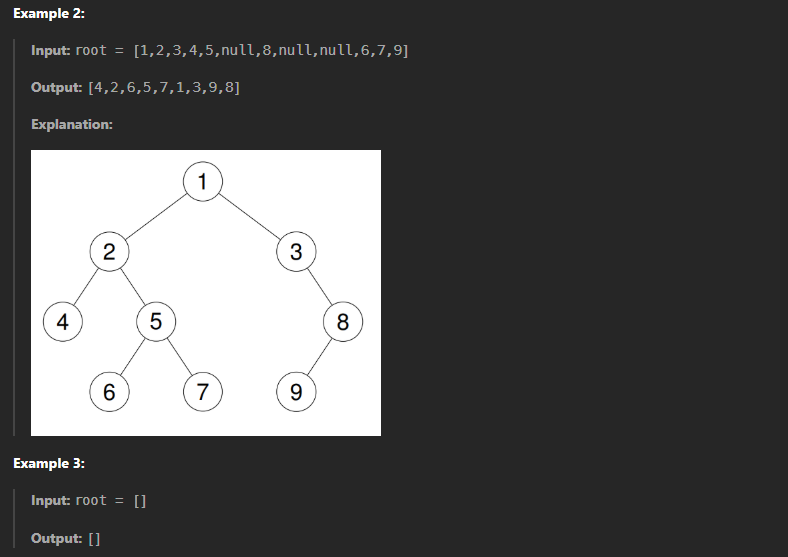 Example 2:
Input: root = [1,2,3,4,5,null,8,null,null,6,7,9]
Output: [4,2,6,5,7,1,3,9,8]
Explanation:
1
2 3
4 5 8
6 7 9
Example 3:
Input: root = []
Output: []